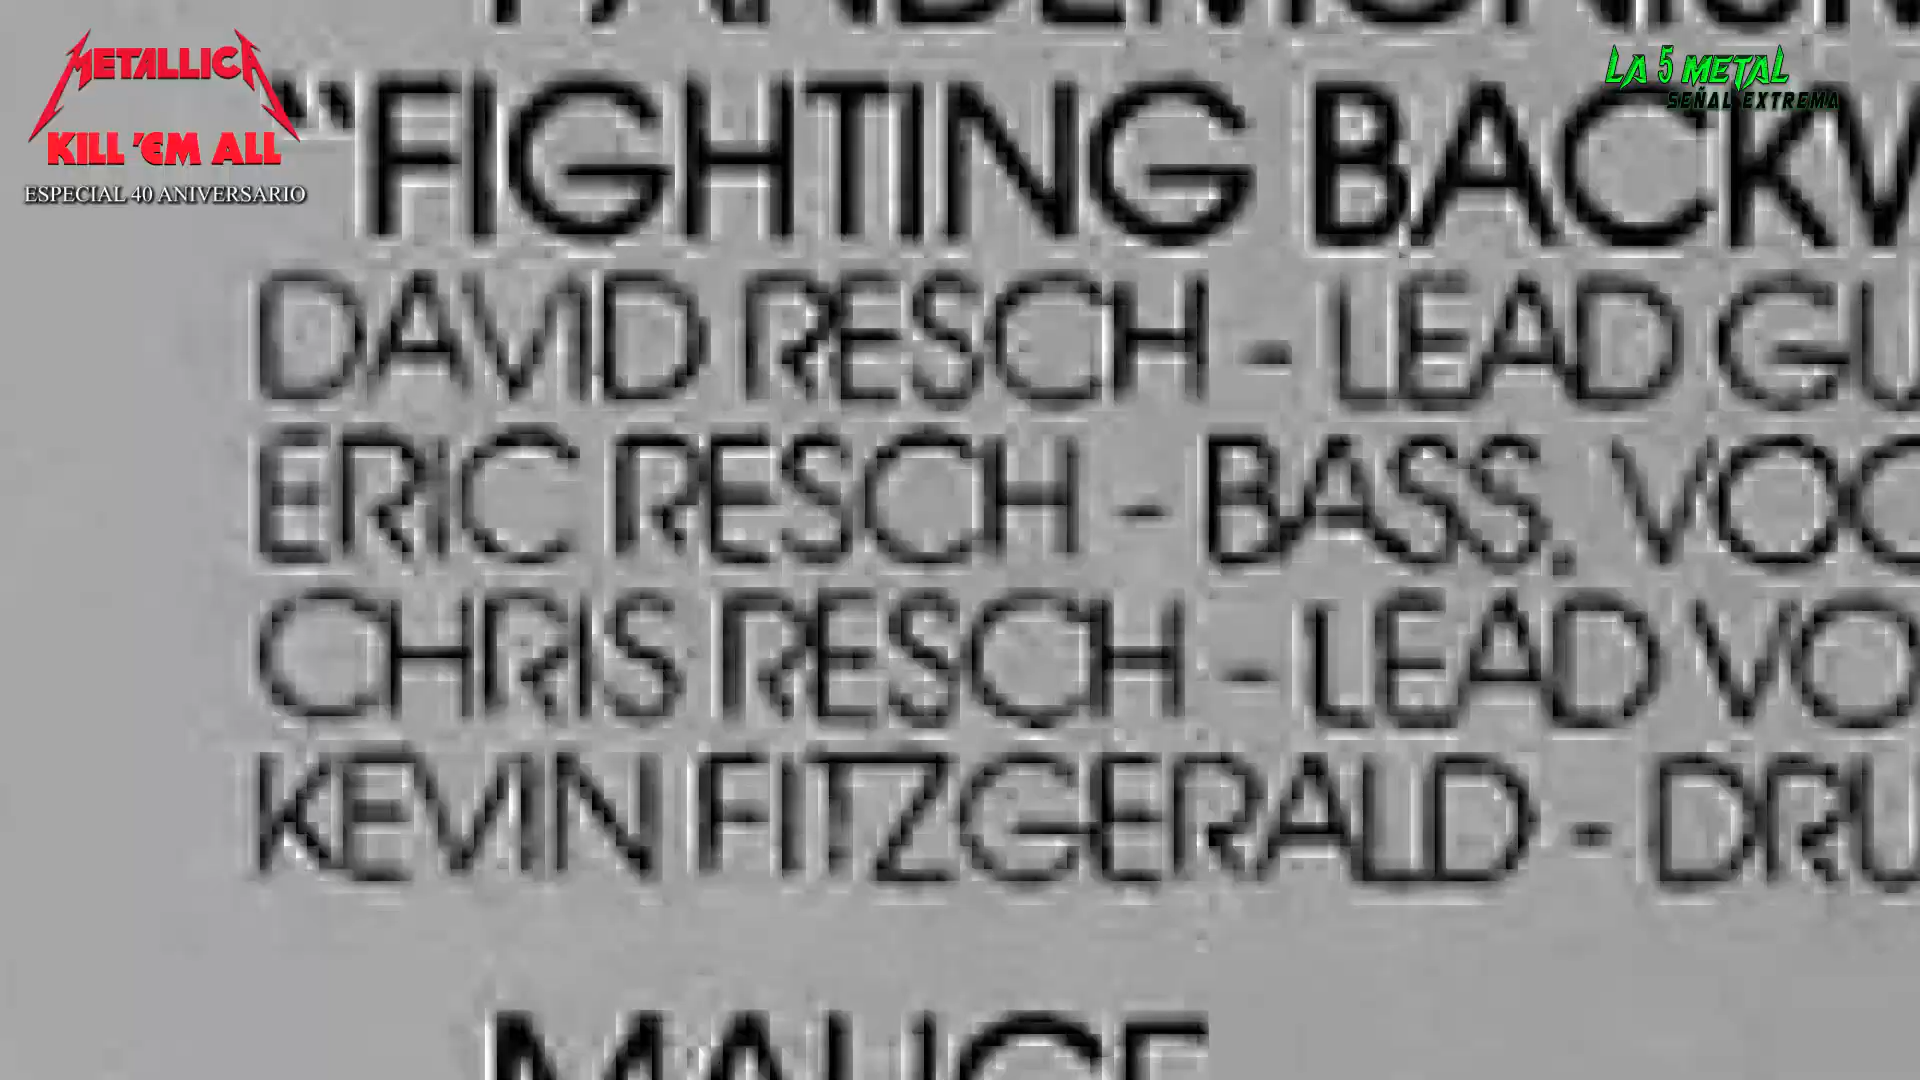 METALLICA
KILL 'EM ALL
ESPECIAL 40 ANIVERSARIO
LA 5 METAL
SEÑAL EXTREMA
"FIGHTING BACKW
DAVID RESCH - LEAD GU
ERIC RESCH - BASS, VOC
CHRIS RESCH - LEAD VO
KEVIN FITZGERALD - DRU
MALICE